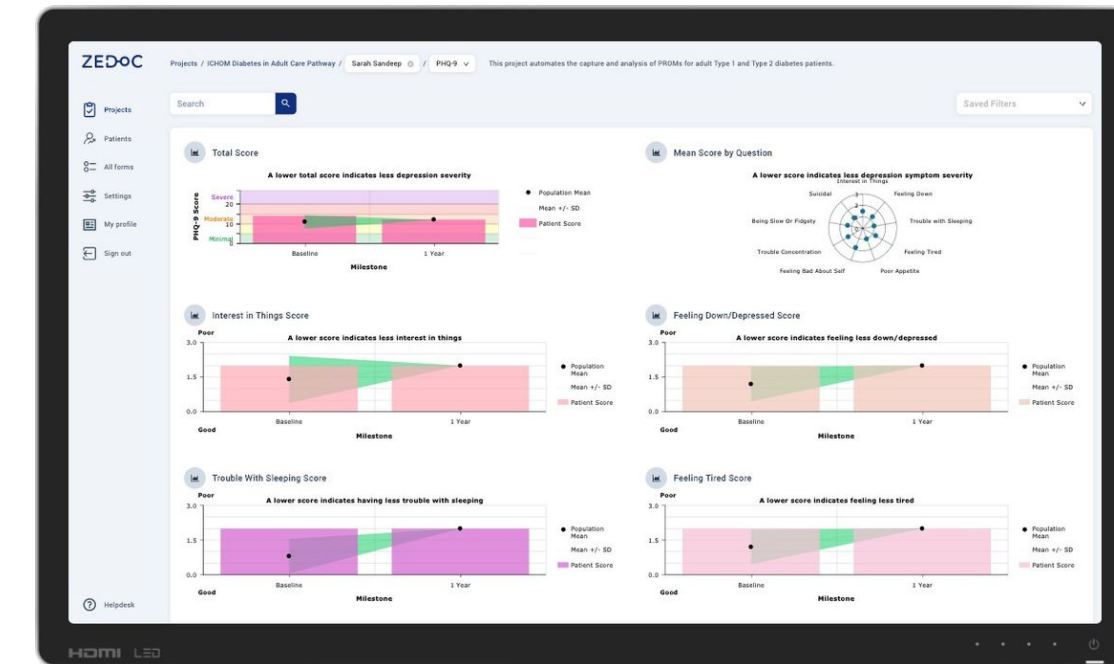 ZEDOC
Projects / ICHOM Diabetes in Adult Care Pathway / Sarah Sandeep / PHQ-9 This project automates the capture and analysis of PROMs for adult Type 1 and Type 2 diabetes patients.
Projects
Patients
All forms
Settings
My profile
Sign out
Helpdesk
Search
Saved Filters
Total Score
A lower total score indicates less depression severity
PHQ-9 Score
Severe
20
Moderate
10
Minimal
0
Baseline
1 Year
Milestone
Population Mean
Mean +/- SD
Patient Score
Mean Score by Question
A lower score indicates less depression symptom severity
Interest in Things
Suicidal
3
Feeling Down
2
Being Slow Or Fidgety
Trouble with Sleeping
0
Trouble Concentration
Feeling Tired
Feeling Bad About Self
Poor Appetite
Interest in Things Score
Poor
A lower score indicates less interest in things
3.0
1.5
0.0
Good
Baseline
1 Year
Milestone
Population
Mean
Mean +/- SD
Patient Score
Feeling Down/Depressed Score
Poor
A lower score indicates feeling less down/depressed
3.0
1.5
0.0
Good
Baseline
1 Year
Milestone
Population
Mean
Mean +/- SD
Patient Score
Trouble With Sleeping Score
Poor
A lower score indicates having less trouble with sleeping
3.0
1.5
0.0
Good
Baseline
1 Year
Milestone
Population
Mean
Mean +/- SD
Patient Score
Feeling Tired Score
Poor
A lower score indicates feeling less tired
3.0
1.5
0.0
Good
Baseline
1 Year
Milestone
Population
Mean
Mean +/- SD
Patient Score
HDMI LED